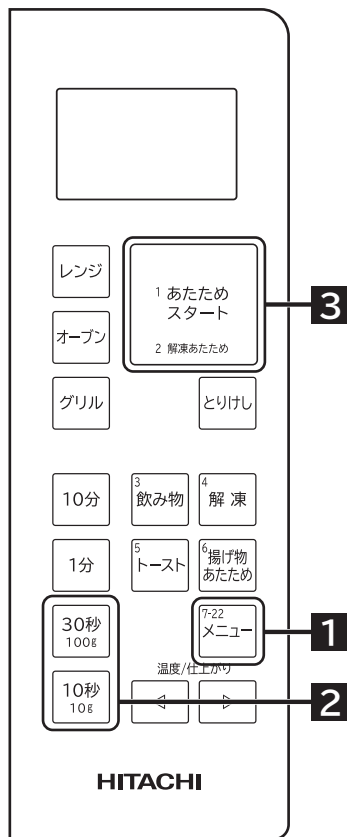 レンジ
1 あたため
スタート
2 解凍あたため
3
オーブン
グリル
とりけし
10分
3
飲み物
4
解凍
1分
5
トースト
6
揚げ物
あたため
30秒
100g
7-22
メニュー
1
温度/仕上がり
10秒
10g
◁
▷
2
HITACHI